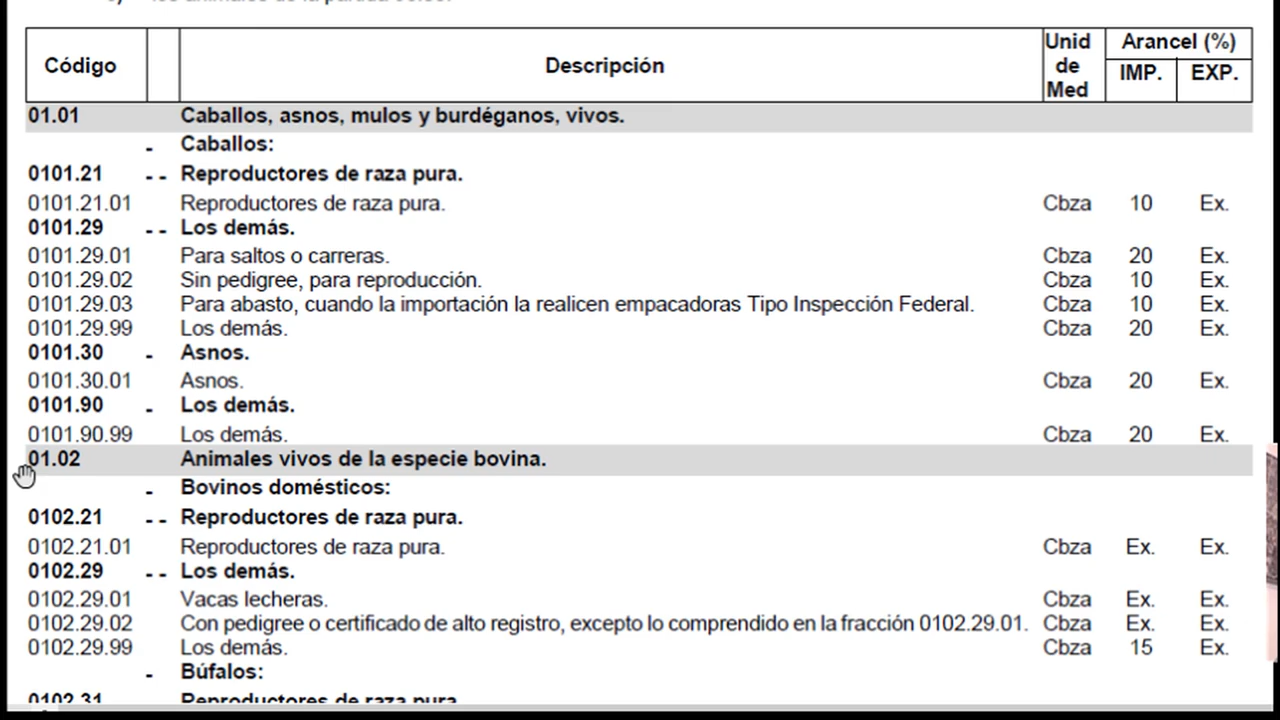 Código Descripción Unid de Med Arancel (%)
IMP. EXP.
01.01 Caballos, asnos, mulos y burdéganos, vivos.
- Caballos:
0101.21 -- Reproductores de raza pura.
0101.21.01 Reproductores de raza pura. Cbza 10 Ex.
0101.29 -- Los demás.
0101.29.01 Para saltos o carreras. Cbza 20 Ex.
0101.29.02 Sin pedigree, para reproducción. Cbza 10 Ex.
0101.29.03 Para abasto, cuando la importación la realicen empacadoras Tipo Inspección Federal. Cbza 10 Ex.
0101.29.99 Los demás. Cbza 20 Ex.
0101.30 - Asnos.
0101.30.01 Asnos. Cbza 20 Ex.
0101.90 - Los demás.
0101.90.99 Los demás. Cbza 20 Ex.
01.02 Animales vivos de la especie bovina.
- Bovinos domésticos:
0102.21 -- Reproductores de raza pura.
0102.21.01 Reproductores de raza pura. Cbza Ex. Ex.
0102.29 -- Los demás.
0102.29.01 Vacas lecheras. Cbza Ex. Ex.
0102.29.02 Con pedigree o certificado de alto registro, excepto lo comprendido en la fracción 0102.29.01. Cbza Ex. Ex.
0102.29.99 Los demás. Cbza 15 Ex.
- Búfalos:
0102.31 Reproductores de raza pura